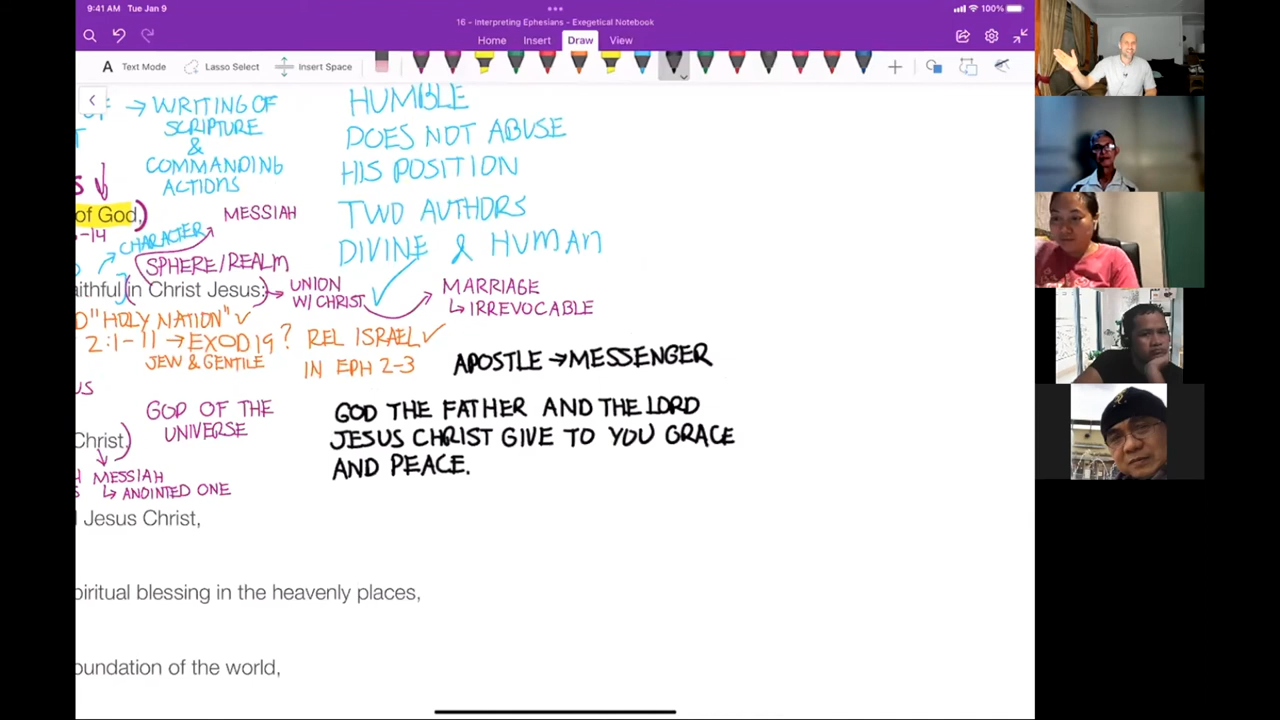 9:41 AM Tue Jan 9
100%
16 - Interpreting Ephesians - Exegetical Notebook
Home Insert Draw View
A Text Mode Lasso Select Insert Space
→ WRITING OF
SCRIPTURE
&
COMMANDING
ACTIONS
HUMBLE
DOES NOT ABUSE
HIS POSITION
TWO AUTHORS
DIVINE & HUMAN
of God,)
-14
MESSIAH
CHARACTER
SPHERE/REALM
aithful](in Christ Jesus:)
→ UNION
W/CHRIST
MARRIAGE
↳ IRREVOCABLE
"HOLY NATION" ✓
2:1-11 → EXOD 19 ?
JEW & GENTILE
REL ISRAEL ✓
IN EPH 2-3
APOSTLE → MESSENGER
US
GOD OF THE
UNIVERSE
GOD THE FATHER AND THE LORD
JESUS CHRIST GIVE TO YOU GRACE
AND PEACE.
Christ,)
MESSIAH
↳ ANOINTED ONE
Jesus Christ,
piritual blessing in the heavenly places,
oundation of the world,